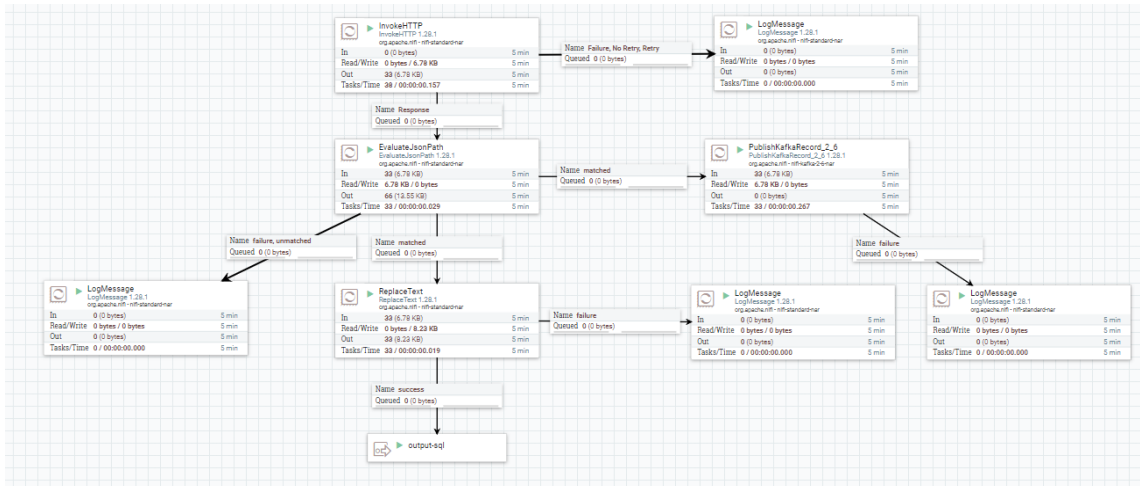 InvokeHTTP
InvokeHTTP 1.28.1
org.apache.nifi - nifi-standard-nar
In 0 (0 bytes) 5 min
Read/Write 0 bytes / 6.78 KB 5 min
Out 33 (6.78 KB) 5 min
Tasks/Time 38 / 00:00:00.157 5 min
Name Failure, No Retry, Retry
Queued 0 (0 bytes)
LogMessage
LogMessage 1.28.1
org.apache.nifi - nifi-standard-nar
In 0 (0 bytes) 5 min
Read/Write 0 bytes / 0 bytes 5 min
Out 0 (0 bytes) 5 min
Tasks/Time 0 / 00:00:00.000 5 min
Name Response
Queued 0 (0 bytes)
EvaluateJsonPath
EvaluateJsonPath 1.28.1
org.apache.nifi - nifi-standard-nar
In 33 (6.78 KB) 5 min
Read/Write 6.78 KB / 0 bytes 5 min
Out 66 (13.55 KB) 5 min
Tasks/Time 33 / 00:00:00.029 5 min
Name matched
Queued 0 (0 bytes)
PublishKafkaRecord_2_6
PublishKafkaRecord_2_6 1.28.1
org.apache.nifi - nifi-kafka-2-6-nar
In 33 (6.78 KB) 5 min
Read/Write 6.78 KB / 0 bytes 5 min
Out 0 (0 bytes) 5 min
Tasks/Time 33 / 00:00:00.267 5 min
Name failure, unmatched
Queued 0 (0 bytes)
Name matched
Queued 0 (0 bytes)
Name failure
Queued 0 (0 bytes)
LogMessage
LogMessage 1.28.1
org.apache.nifi - nifi-standard-nar
In 0 (0 bytes) 5 min
Read/Write 0 bytes / 0 bytes 5 min
Out 0 (0 bytes) 5 min
Tasks/Time 0 / 00:00:00.000 5 min
ReplaceText
ReplaceText 1.28.1
org.apache.nifi - nifi-standard-nar
In 33 (6.78 KB) 5 min
Read/Write 0 bytes / 8.23 KB 5 min
Out 33 (8.23 KB) 5 min
Tasks/Time 33 / 00:00:00.019 5 min
Name failure
Queued 0 (0 bytes)
LogMessage
LogMessage 1.28.1
org.apache.nifi - nifi-standard-nar
In 0 (0 bytes) 5 min
Read/Write 0 bytes / 0 bytes 5 min
Out 0 (0 bytes) 5 min
Tasks/Time 0 / 00:00:00.000 5 min
LogMessage
LogMessage 1.28.1
org.apache.nifi - nifi-standard-nar
In 0 (0 bytes) 5 min
Read/Write 0 bytes / 0 bytes 5 min
Out 0 (0 bytes) 5 min
Tasks/Time 0 / 00:00:00.000 5 min
Name success
Queued 0 (0 bytes)
output-sql